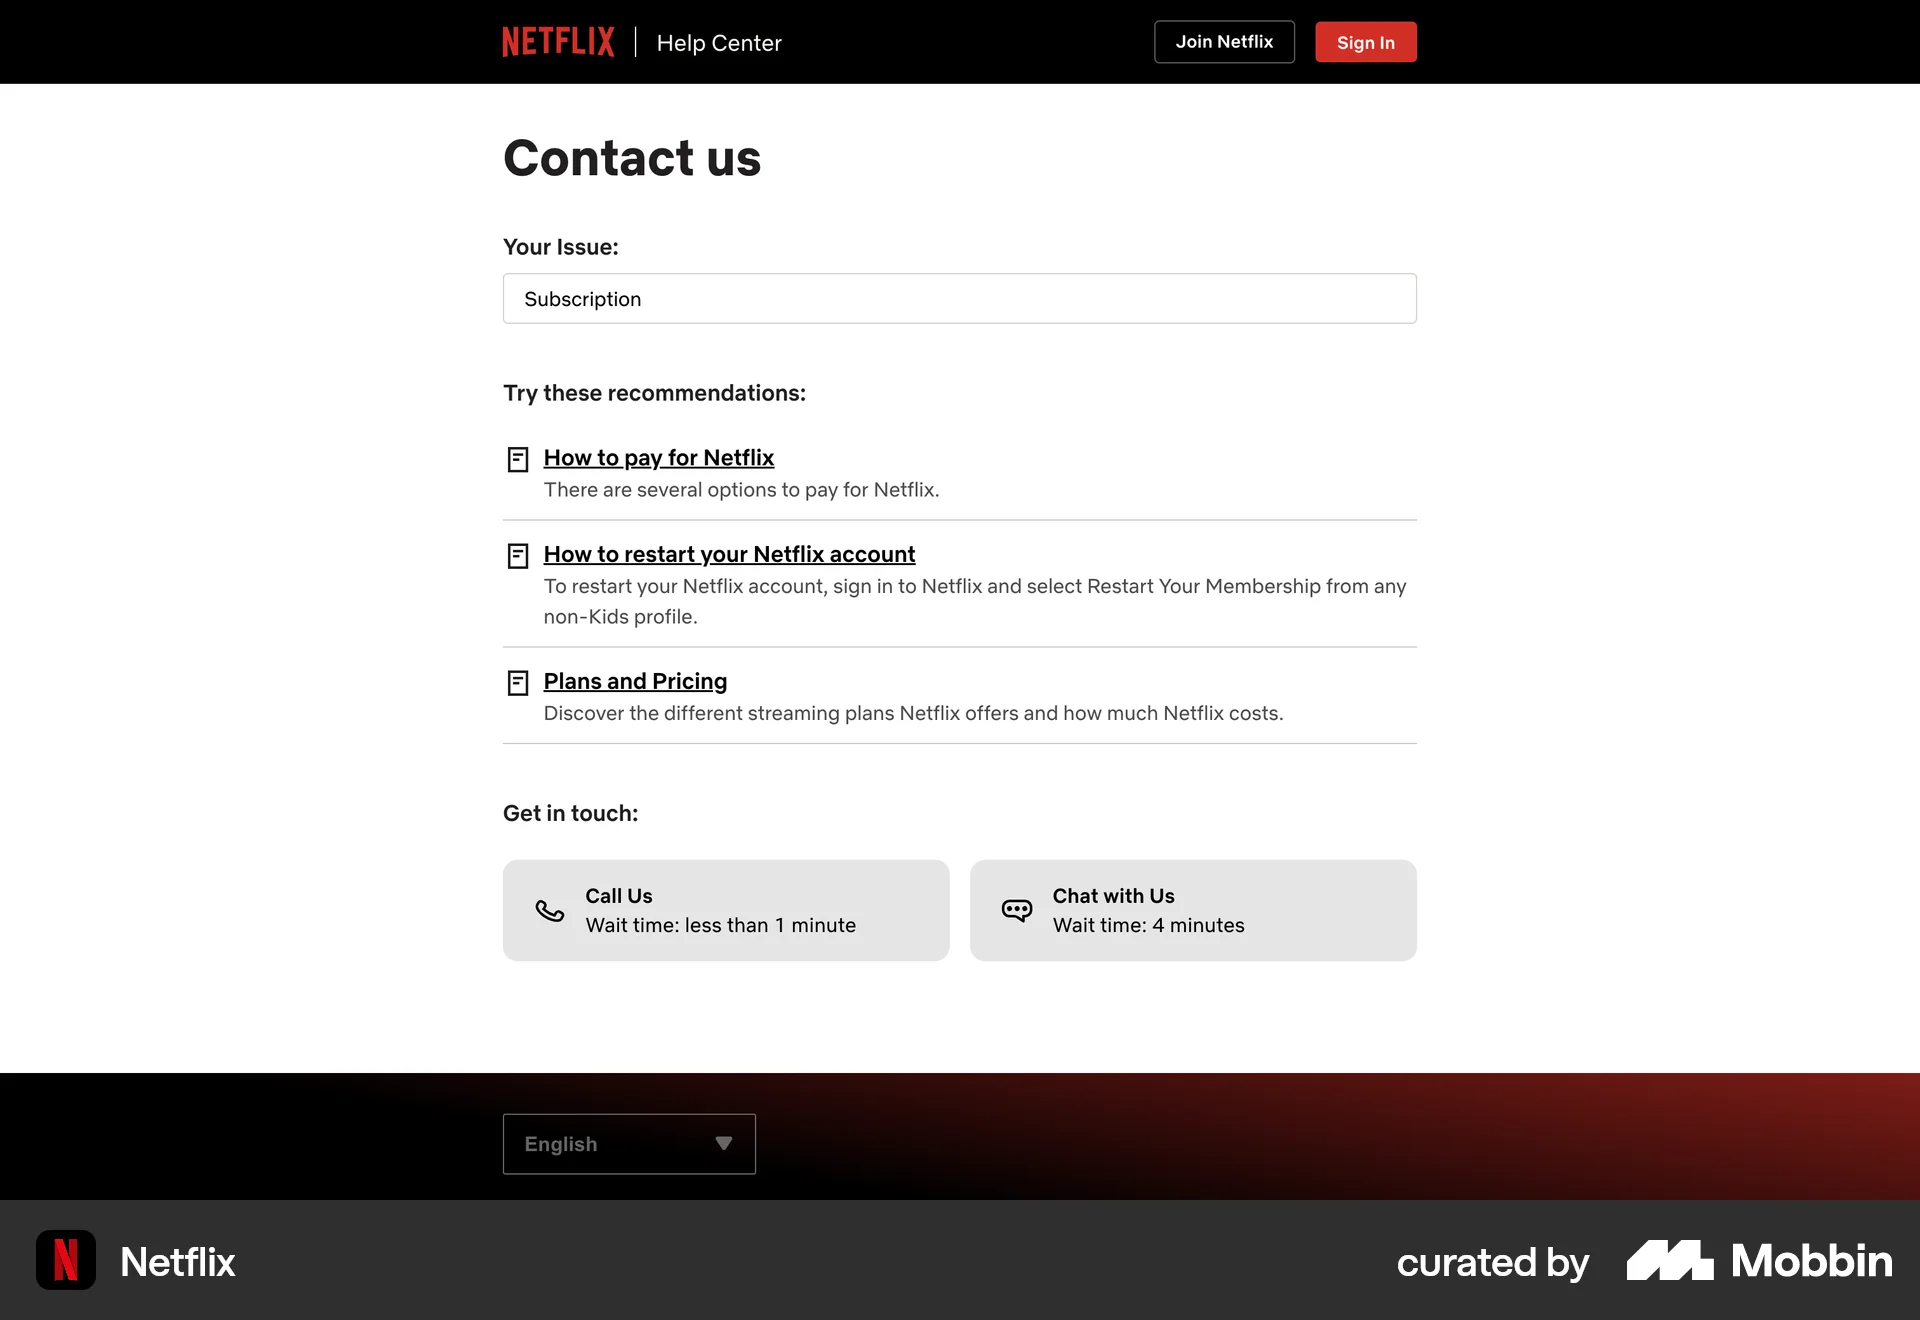 NETFLIX
Help Center
Join Netflix
Sign In
Contact us
Your Issue:
Subscription
Try these recommendations:
How to pay for Netflix
There are several options to pay for Netflix.
How to restart your Netflix account
To restart your Netflix account, sign in to Netflix and select Restart Your Membership from any
non-Kids profile.
Plans and Pricing
Discover the different streaming plans Netflix offers and how much Netflix costs.
Get in touch:
Call Us
Wait time: less than 1 minute
Chat with Us
Wait time: 4 minutes
English
N
Netflix
curated by
Mobbin